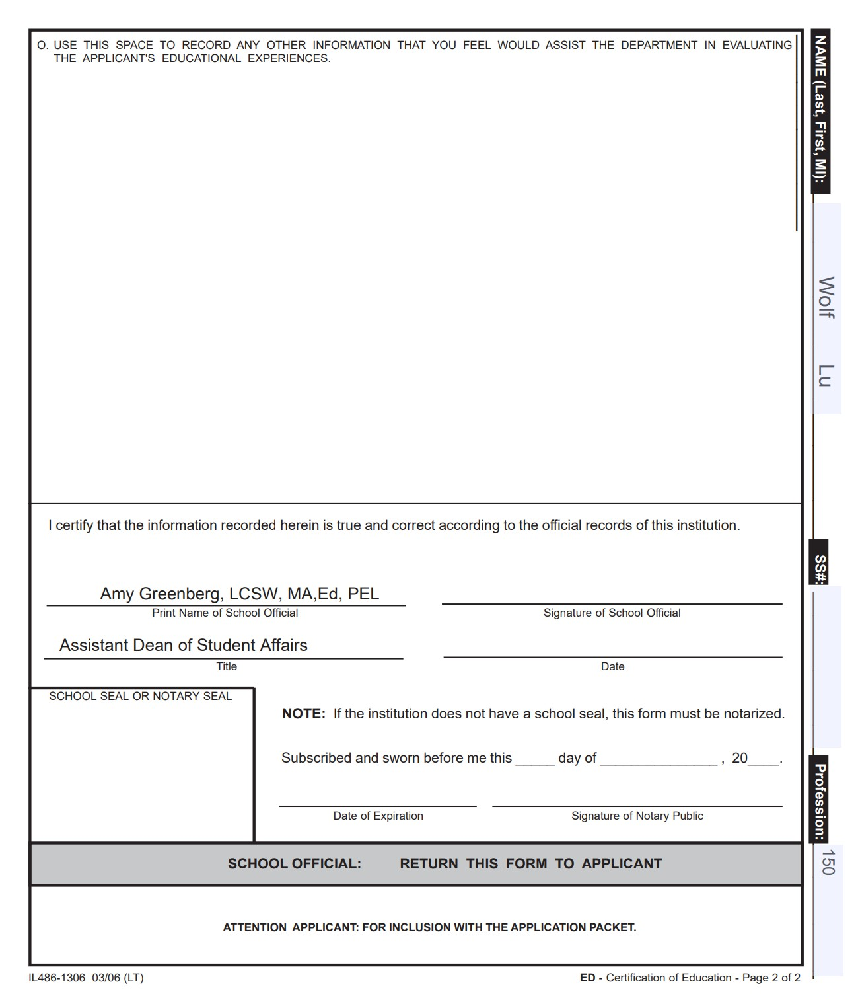 O. USE THIS SPACE TO RECORD ANY OTHER INFORMATION THAT YOU FEEL WOULD ASSIST THE DEPARTMENT IN EVALUATING
THE APPLICANT'S EDUCATIONAL EXPERIENCES.
I certify that the information recorded herein is true and correct according to the official records of this institution.
Amy Greenberg, LCSW, MA,Ed, PEL
Print Name of School Official
Signature of School Official
Assistant Dean of Student Affairs
Title
Date
SCHOOL SEAL OR NOTARY SEAL
NOTE: If the institution does not have a school seal, this form must be notarized.
Subscribed and sworn before me this _____ day of _______________ , 20____.
Date of Expiration
Signature of Notary Public
SCHOOL OFFICIAL: RETURN THIS FORM TO APPLICANT
ATTENTION APPLICANT: FOR INCLUSION WITH THE APPLICATION PACKET.
IL486-1306 03/06 (LT)
ED - Certification of Education - Page 2 of 2
NAME (Last, First, MI): Wolf Lu
SS#:
Profession: 150